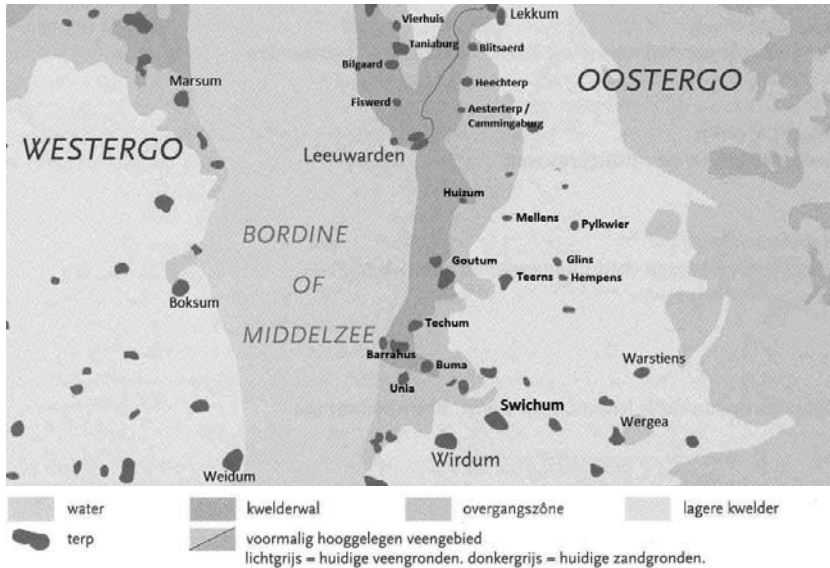 Vierhuis
Lekkum
Taniaburg
Blitsaerd
Bilgaard
Marsum
Heechterp
OOSTERGO
Fiswerd
Aesterterp /
Cammingaburg
WESTERGO
Leeuwarden
Huizum
Mellens
Pylkwier
BORDINE
OF
MIDDELZEE
Goutum
Glins
Teerns
Hempens
Boksum
Techum
Barrahus
Buma
Warstiens
Unia
Swichum
Wergea
Wirdum
Weidum
water
kwelderwal
overgangszône
lagere kwelder
terp
voormalig hooggelegen veengebied
lichtgrijs = huidige veengronden. donkergrijs = huidige zandgronden.